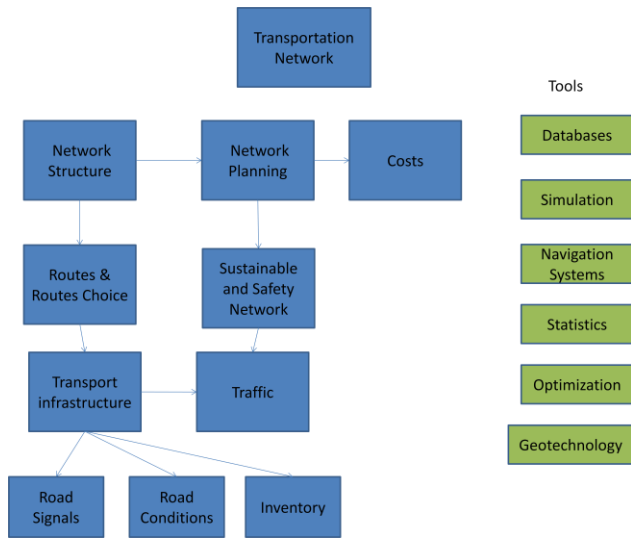 Transportation
Network
Tools
Network
Structure
Network
Planning
Costs
Databases
Simulation
Routes &
Routes Choice
Sustainable
and Safety
Network
Navigation
Systems
Statistics
Transport
infrastructure
Traffic
Optimization
Geotechnology
Road
Signals
Road
Conditions
Inventory